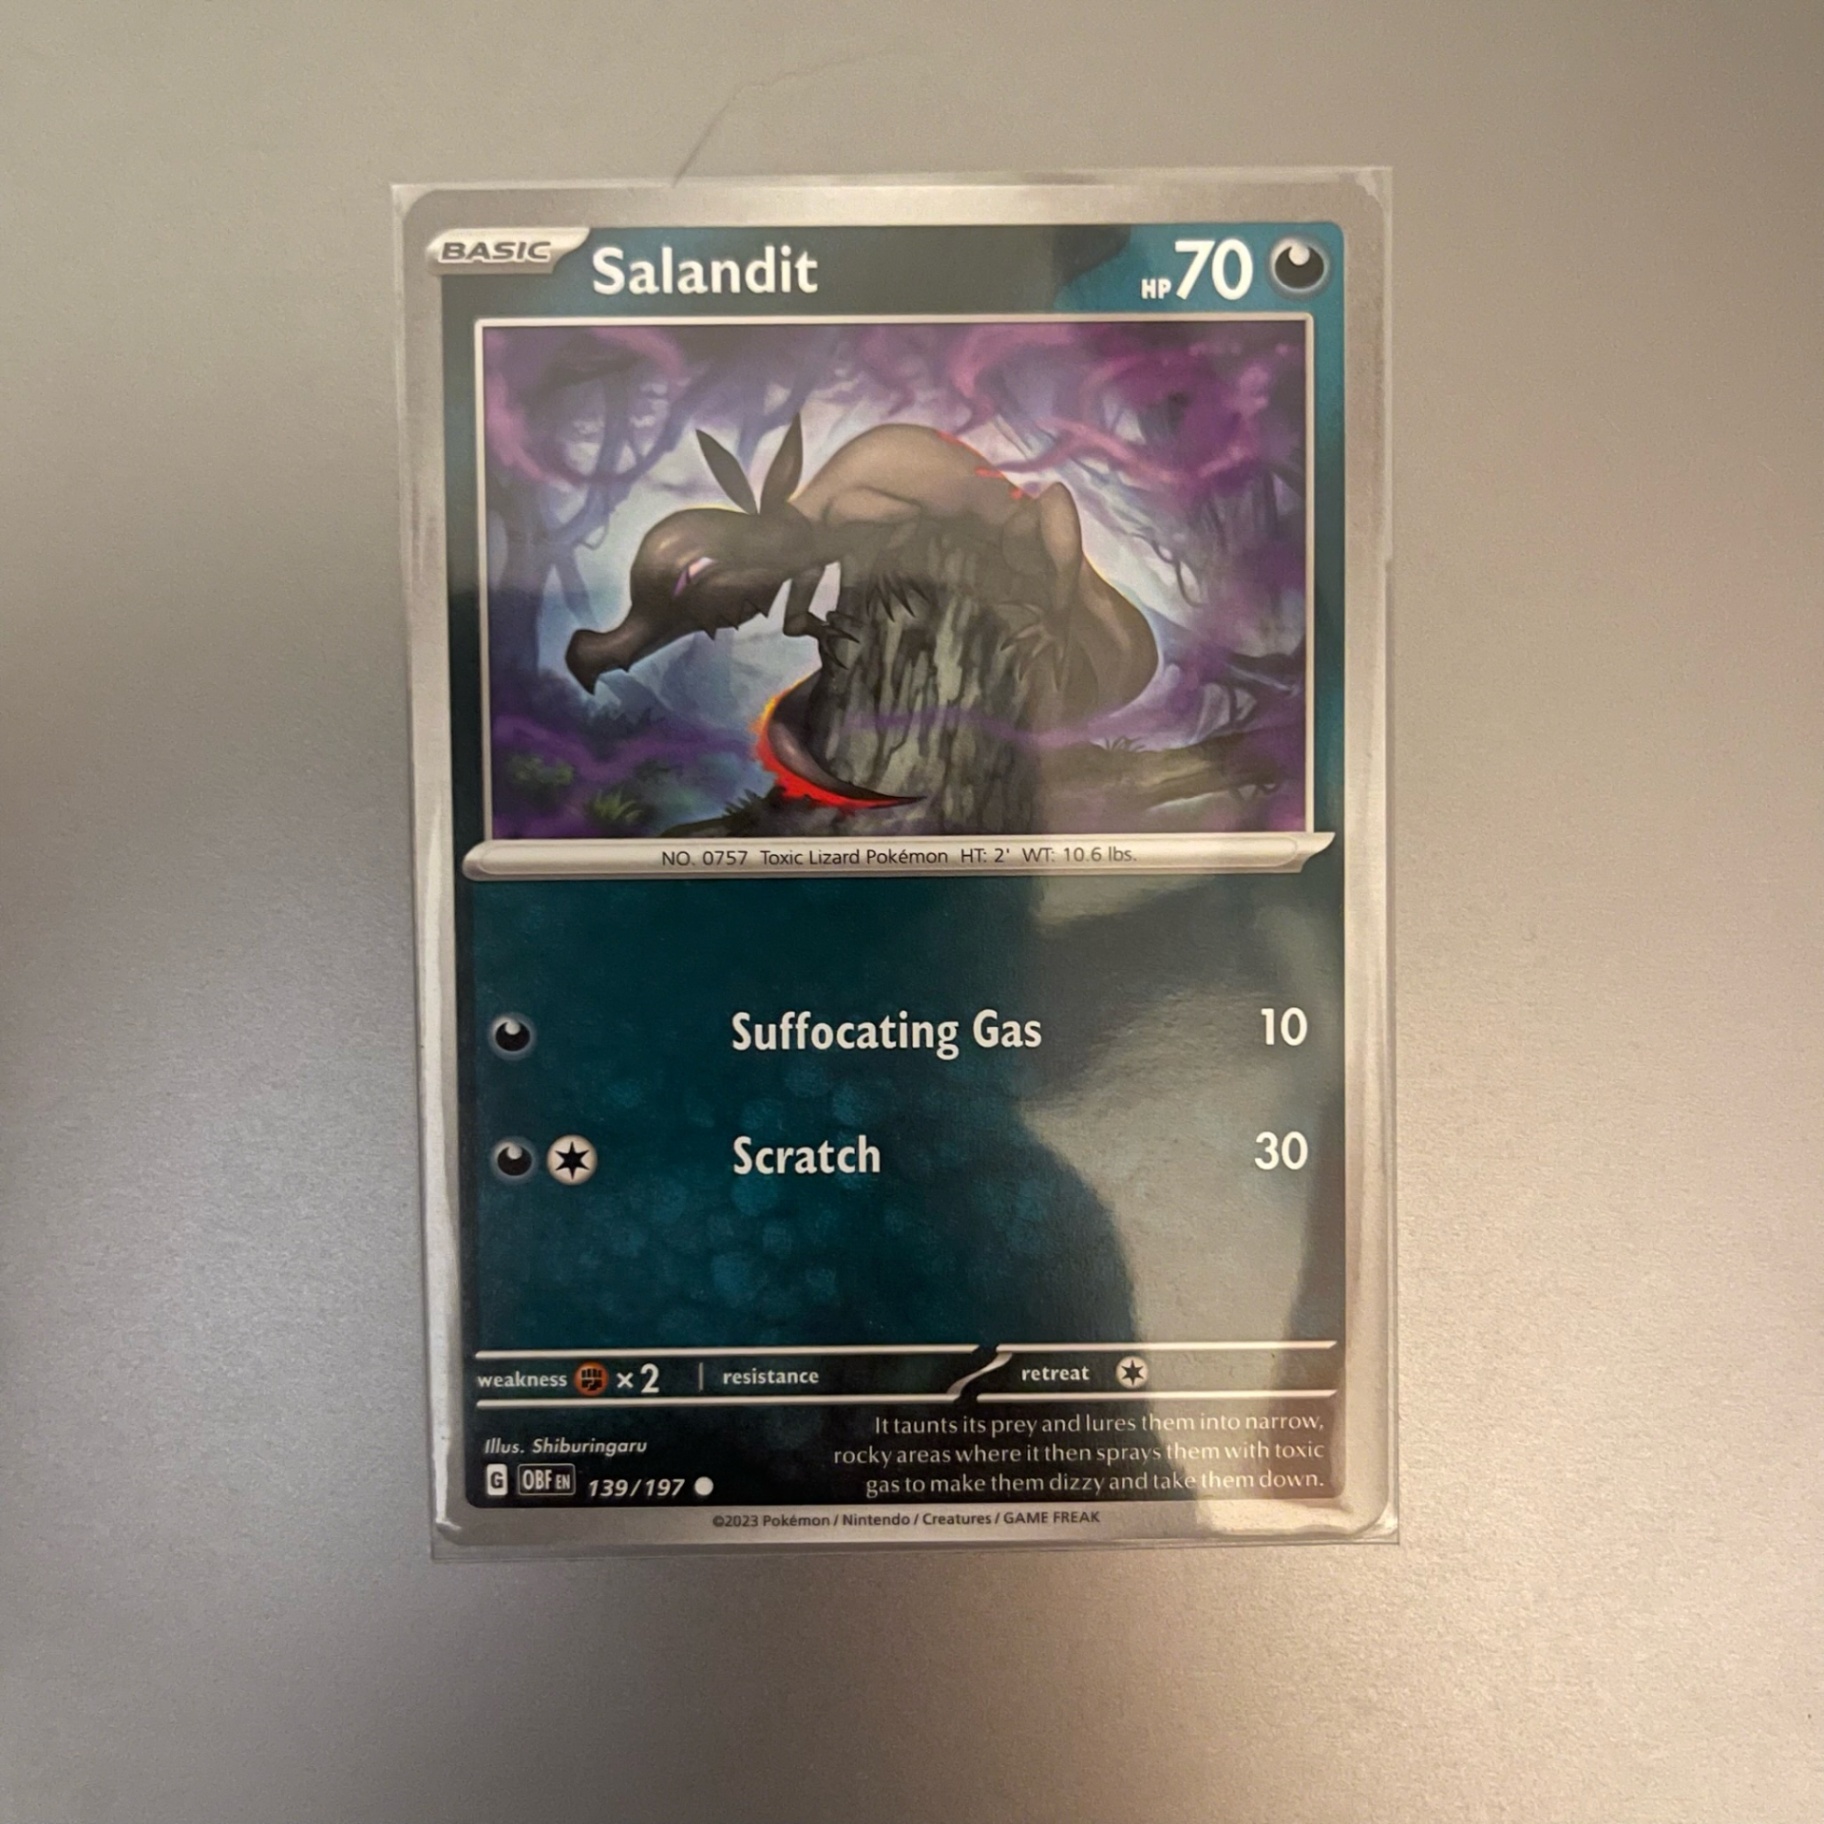 BASIC Salandit HP 70
NO. 0757 Toxic Lizard Pokémon HT: 2' WT: 10.6 lbs.
Suffocating Gas 10
Scratch 30
weakness ×2 resistance retreat
It taunts its prey and lures them into narrow,
rocky areas where it then sprays them with toxic
gas to make them dizzy and take them down.
Illus. Shiburingaru
G OBF EN 139/197
©2023 Pokémon / Nintendo / Creatures / GAME FREAK